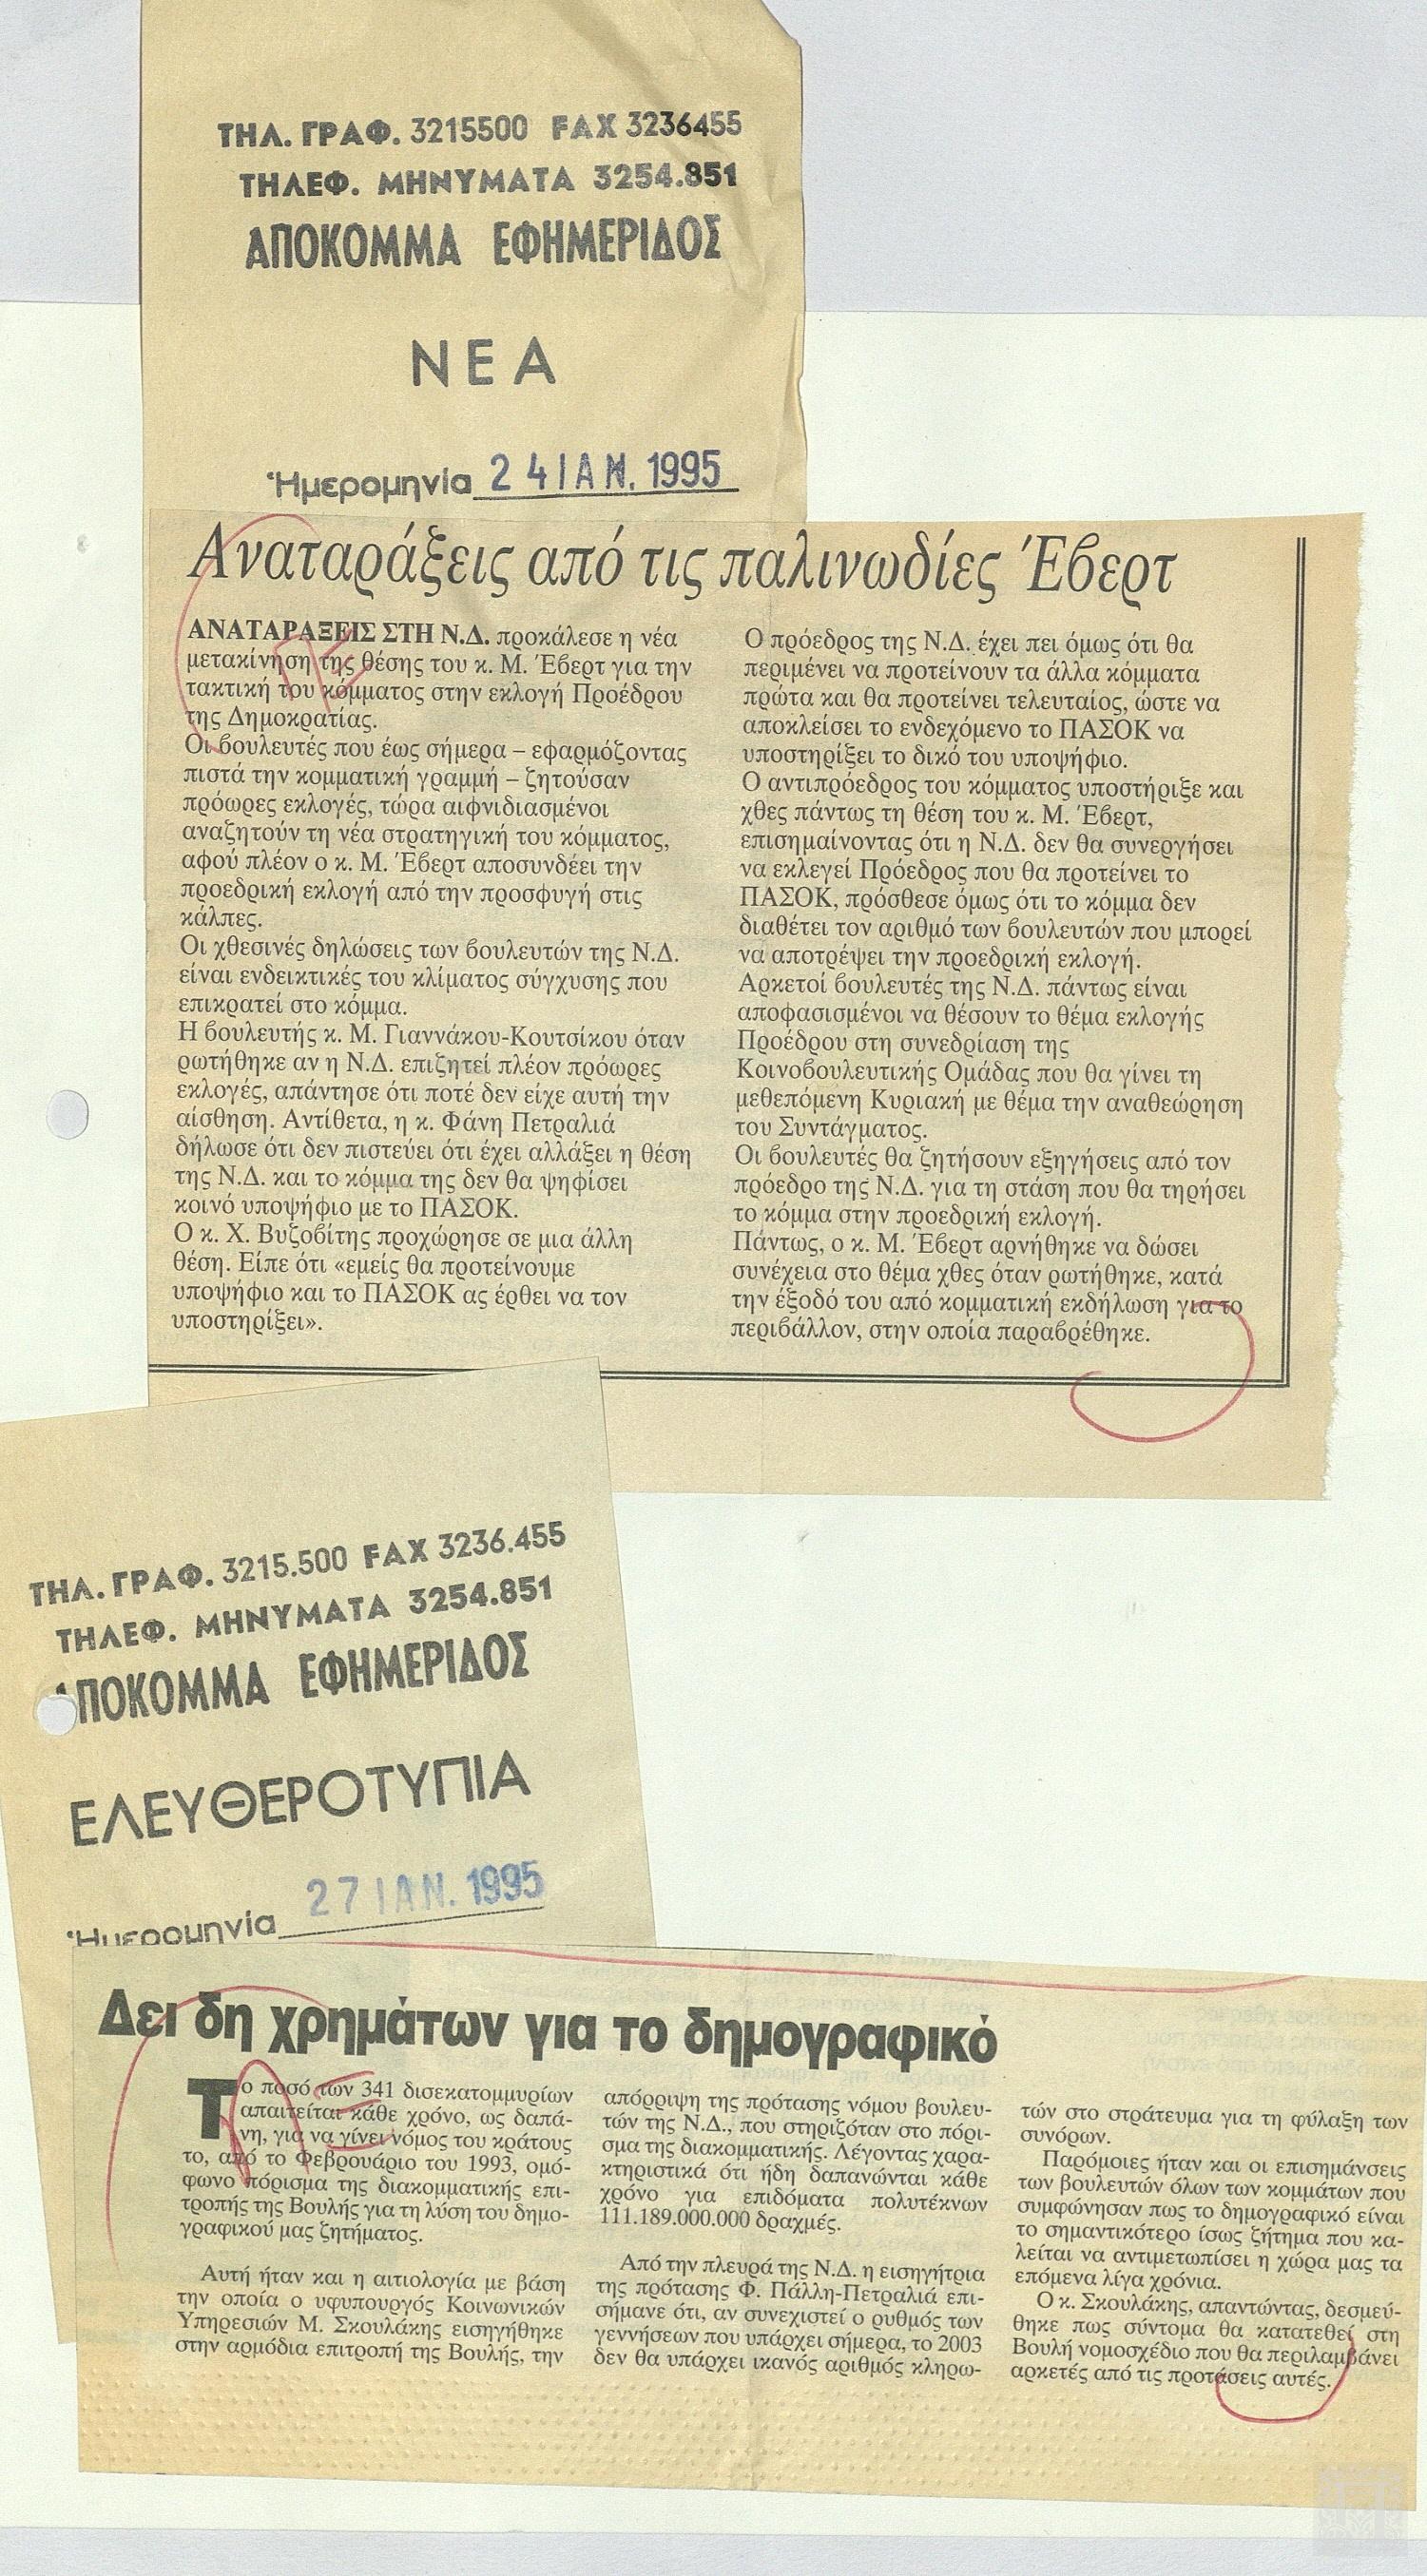 ΤΗΛ. ΓΡΑΦ. 3215500 FAX 3236455
ΤΗΛΕΦ. ΜΗΝΥΜΑΤΑ 3254.851
ΑΠΟΚΟΜΜΑ ΕΦΗΜΕΡΙΔΟΣ
ΝΕΑ
Ἡμερομηνία 24 ΙΑΝ. 1995
Αναταράξεις από τις παλινωδίες Έβερτ
ΑΝΑΤΑΡΑΞΕΙΣ ΣΤΗ Ν.Δ. προκάλεσε η νέα
μετακίνηση της θέσης του κ. Μ. Έβερτ για την
τακτική του κόμματος στην εκλογή Προέδρου
της Δημοκρατίας.
Οι βουλευτές που έως σήμερα – εφαρμόζοντας
πιστά την κομματική γραμμή – ζητούσαν
πρόωρες εκλογές, τώρα αιφνιδιασμένοι
αναζητούν τη νέα στρατηγική του κόμματος,
αφού πλέον ο κ. Μ. Έβερτ αποσυνδέει την
προεδρική εκλογή από την προσφυγή στις
κάλπες.
Οι χθεσινές δηλώσεις των βουλευτών της Ν.Δ.
είναι ενδεικτικές του κλίματος σύγχυσης που
επικρατεί στο κόμμα.
Η βουλευτής κ. Μ. Γιαννάκου-Κουτσίκου όταν
ρωτήθηκε αν η Ν.Δ. επιζητεί πλέον πρόωρες
εκλογές, απάντησε ότι ποτέ δεν είχε αυτή την
αίσθηση. Αντίθετα, η κ. Φάνη Πετραλιά
δήλωσε ότι δεν πιστεύει ότι έχει αλλάξει η θέση
της Ν.Δ. και το κόμμα της δεν θα ψηφίσει
κοινό υποψήφιο με το ΠΑΣΟΚ.
Ο κ. Χ. Βυζοβίτης προχώρησε σε μια άλλη
θέση. Είπε ότι «εμείς θα προτείνουμε
υποψήφιο και το ΠΑΣΟΚ ας έρθει να τον
υποστηρίξει».
Ο πρόεδρος της Ν.Δ. έχει πει όμως ότι θα
περιμένει να προτείνουν τα άλλα κόμματα
πρώτα και θα προτείνει τελευταίος, ώστε να
αποκλείσει το ενδεχόμενο το ΠΑΣΟΚ να
υποστηρίξει το δικό του υποψήφιο.
Ο αντιπρόεδρος του κόμματος υποστήριξε και
χθες πάντως τη θέση του κ. Μ. Έβερτ,
επισημαίνοντας ότι η Ν.Δ. δεν θα συνεργήσει
να εκλεγεί Πρόεδρος που θα προτείνει το
ΠΑΣΟΚ, πρόσθεσε όμως ότι το κόμμα δεν
διαθέτει τον αριθμό των βουλευτών που μπορεί
να αποτρέψει την προεδρική εκλογή.
Αρκετοί βουλευτές της Ν.Δ. πάντως είναι
αποφασισμένοι να θέσουν το θέμα εκλογής
Προέδρου στη συνεδρίαση της
Κοινοβουλευτικής Ομάδας που θα γίνει τη
μεθεπόμενη Κυριακή με θέμα την αναθεώρηση
του Συντάγματος.
Οι βουλευτές θα ζητήσουν εξηγήσεις από τον
πρόεδρο της Ν.Δ. για τη στάση που θα τηρήσει
το κόμμα στην προεδρική εκλογή.
Πάντως, ο κ. Μ. Έβερτ αρνήθηκε να δώσει
συνέχεια στο θέμα χθες όταν ρωτήθηκε, κατά
την έξοδό του από κομματική εκδήλωση για το
περιβάλλον, στην οποία παραβρέθηκε.
ΤΗΛ. ΓΡΑΦ. 3215.500 FAX 3236.455
ΤΗΛΕΦ. ΜΗΝΥΜΑΤΑ 3254.851
ΑΠΟΚΟΜΜΑ ΕΦΗΜΕΡΙΔΟΣ
ΕΛΕΥΘΕΡΟΤΥΠΙΑ
Ἡμερομηνία 27 ΙΑΝ. 1995
Δει δη χρημάτων για το δημογραφικό
Το ποσό των 341 δισεκατομμυρίων
απαιτείται κάθε χρόνο, ως δαπά-
νη, για να γίνει νόμος του κράτους
το, από το Φεβρουάριο του 1993, ομό-
φωνο πόρισμα της διακομματικής επι-
τροπής της Βουλής για τη λύση του δημο-
γραφικού μας ζητήματος.
Αυτή ήταν και η αιτιολογία με βάση
την οποία ο υφυπουργός Κοινωνικών
Υπηρεσιών Μ. Σκουλάκης εισηγήθηκε
στην αρμόδια επιτροπή της Βουλής, την
απόρριψη της πρότασης νόμου βουλευ-
τών της Ν.Δ., που στηριζόταν στο πόρι-
σμα της διακομματικής. Λέγοντας χαρα-
κτηριστικά ότι ήδη δαπανώνται κάθε
χρόνο για επιδόματα πολυτέκνων
111.189.000.000 δραχμές.
Από την πλευρά της Ν.Δ. η εισηγήτρια
της πρότασης Φ. Πάλλη-Πετραλιά επι-
σήμανε ότι, αν συνεχιστεί ο ρυθμός των
γεννήσεων που υπάρχει σήμερα, το 2003
δεν θα υπάρχει ικανός αριθμός κληρω-
τών στο στράτευμα για τη φύλαξη των
συνόρων.
Παρόμοιες ήταν και οι επισημάνσεις
των βουλευτών όλων των κομμάτων που
συμφώνησαν πως το δημογραφικό είναι
το σημαντικότερο ίσως ζήτημα που κα-
λείται να αντιμετωπίσει η χώρα μας τα
επόμενα λίγα χρόνια.
Ο κ. Σκουλάκης, απαντώντας, δεσμεύ-
θηκε πως σύντομα θα κατατεθεί στη
Βουλή νομοσχέδιο που θα περιλαμβάνει
αρκετές από τις προτάσεις αυτές.